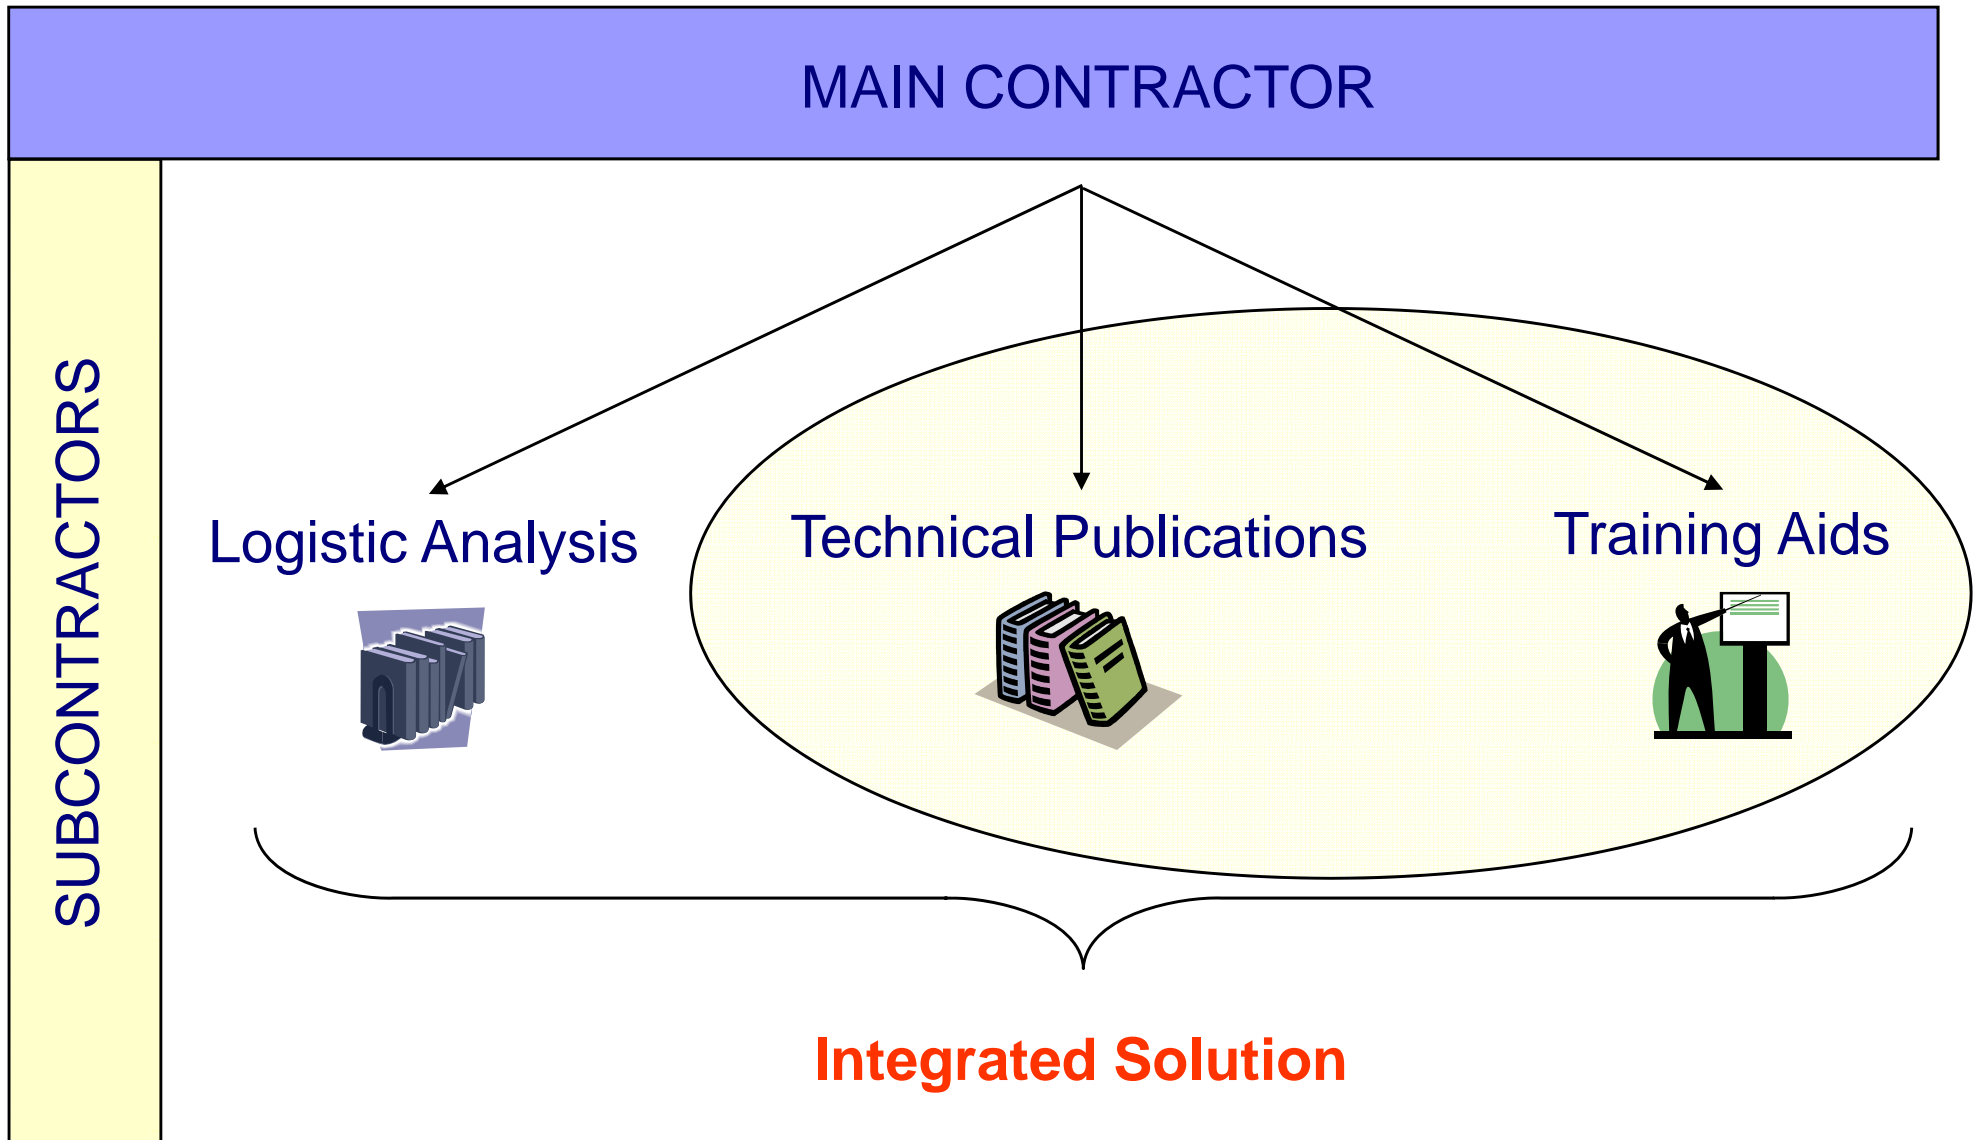 MAIN CONTRACTOR
SUBCONTRACTORS
Logistic Analysis
Technical Publications
Training Aids
Integrated Solution